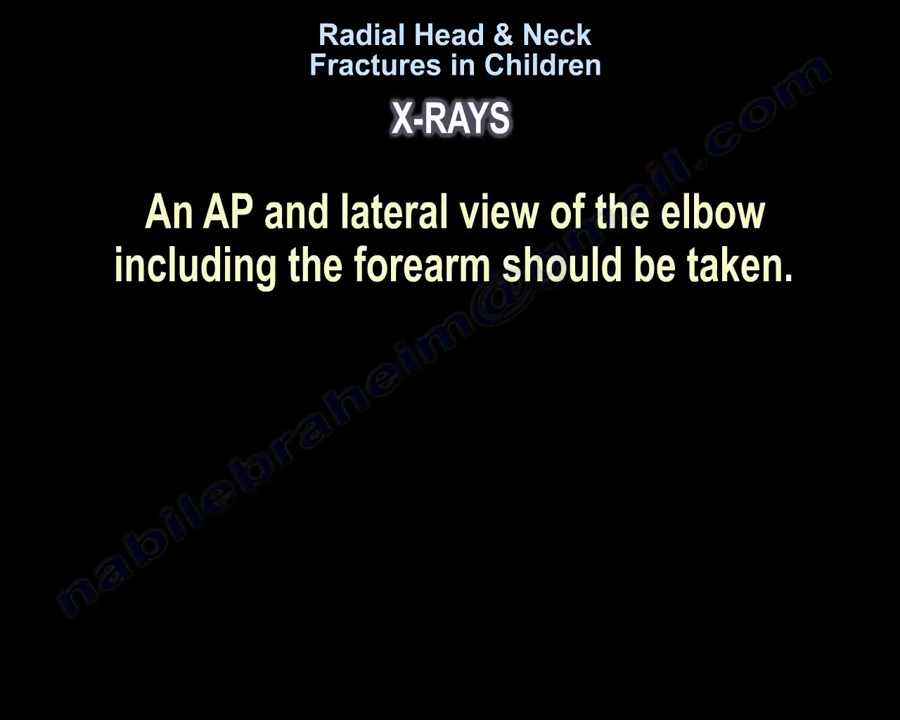 Radial Head & Neck
Fractures in Children
X-RAYS
An AP and lateral view of the elbow
including the forearm should be taken.
nabilebraheim@gmail.com